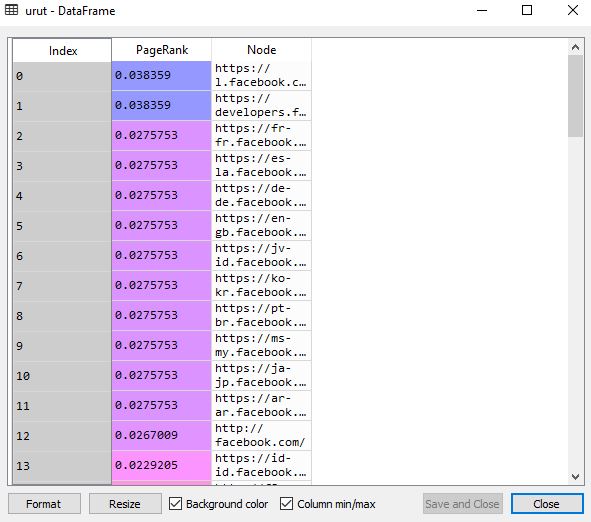 urut - DataFrame
Index PageRank Node
0 0.038359 https://
l.facebook.c…
1 0.038359 https://
developers.f…
2 0.0275753 https://fr-
fr.facebook.…
3 0.0275753 https://es-
la.facebook.…
4 0.0275753 https://de-
de.facebook.…
5 0.0275753 https://en-
gb.facebook.…
6 0.0275753 https://jv-
id.facebook.…
7 0.0275753 https://ko-
kr.facebook.…
8 0.0275753 https://pt-
br.facebook.…
9 0.0275753 https://ms-
my.facebook.…
10 0.0275753 https://ja-
jp.facebook.…
11 0.0275753 https://ar-
ar.facebook.…
12 0.0267009 http://
facebook.com/
13 0.0229205 https://id-
id.facebook.…
Format Resize Background color Column min/max Save and Close Close